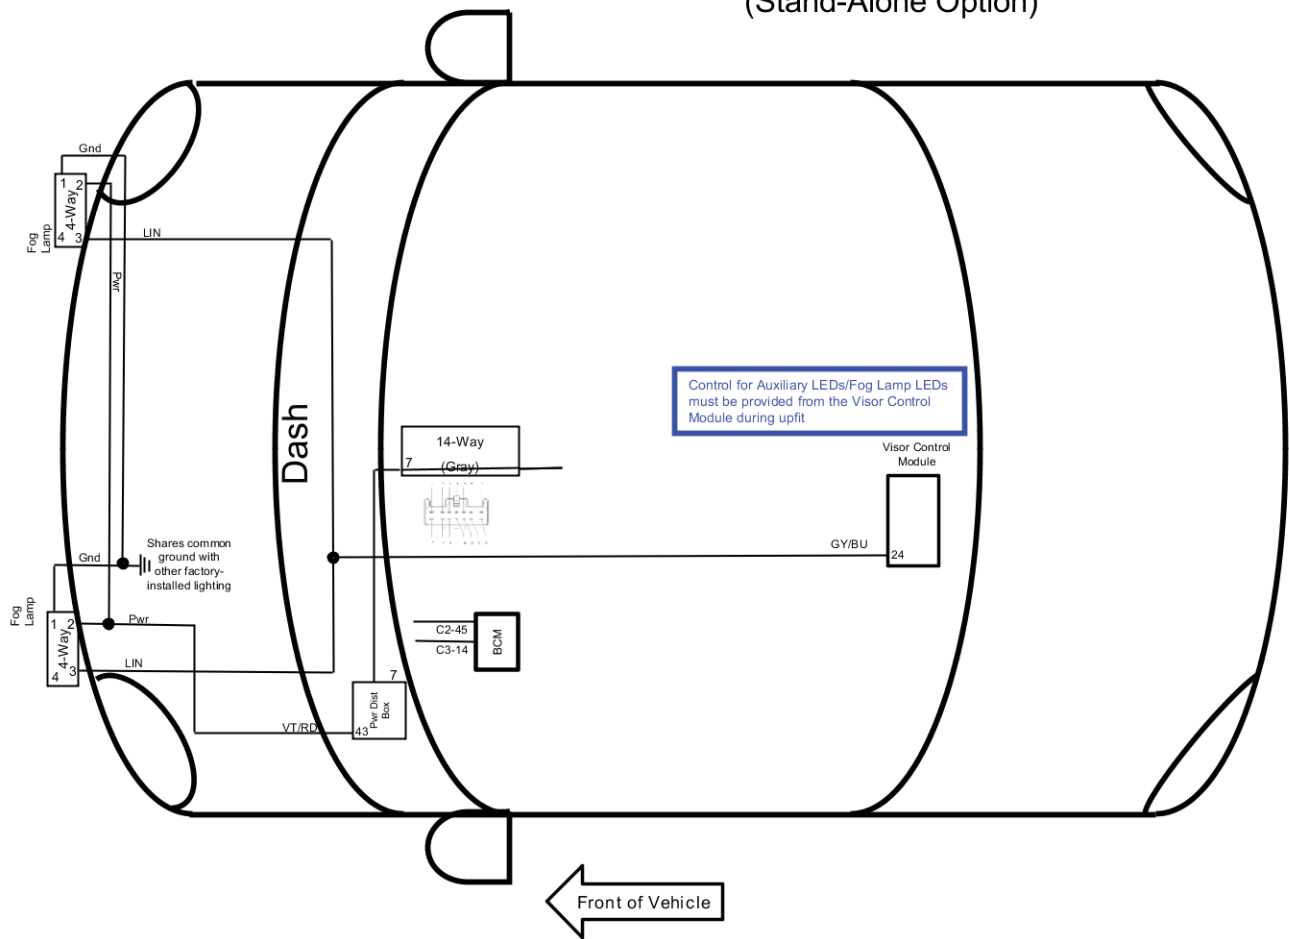 (Stand-Alone Option)
Gnd
1
2
4-Way
4
3
Fog
Lamp
LIN
Pwr
Dash
Control for Auxiliary LEDs/Fog Lamp LEDs
must be provided from the Visor Control
Module during upfit
14-Way
7
(Gray)
Visor Control
Module
24
GY/BU
Shares common
ground with
other factory-
installed lighting
Gnd
Fog
Lamp
1
2
4-Way
4
3
Pwr
LIN
C2-45
C3-14
BCM
7
Pwr Dist
Box
43
VT/RD
Front of Vehicle